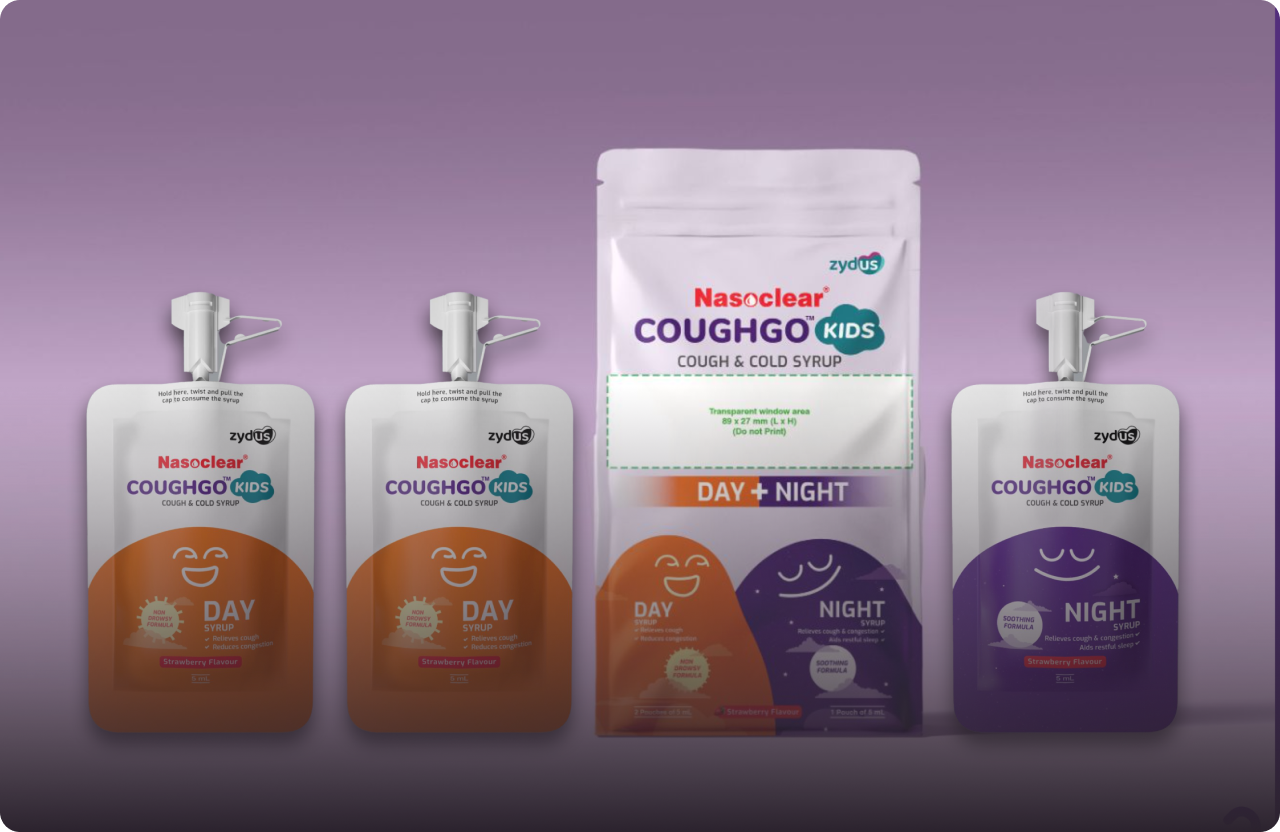 Hold here, twist and pull the
cap to consume the syrup
zydus
Nasoclear®
COUGHGO™ KIDS
COUGH & COLD SYRUP
NON
DROWSY
FORMULA
DAY
SYRUP
✓ Relieves cough
✓ Reduces congestion
Strawberry Flavour
5 mL
Hold here, twist and pull the
cap to consume the syrup
zydus
Nasoclear®
COUGHGO™ KIDS
COUGH & COLD SYRUP
NON
DROWSY
FORMULA
DAY
SYRUP
✓ Relieves cough
✓ Reduces congestion
Strawberry Flavour
5 mL
zydus
Nasoclear®
COUGHGO™ KIDS
COUGH & COLD SYRUP
Transparent window area
89 x 27 mm (L x H)
(Do not Print)
DAY + NIGHT
DAY
SYRUP
✓ Relieves cough
✓ Reduces congestion
NON
DROWSY
FORMULA
2 Pouches of 5 mL
NIGHT
SYRUP
Relieves cough & congestion ✓
Aids restful sleep ✓
SOOTHING
FORMULA
Strawberry Flavour
1 Pouch of 5 mL
Hold here, twist and pull the
cap to consume the syrup
zydus
Nasoclear®
COUGHGO™ KIDS
COUGH & COLD SYRUP
SOOTHING
FORMULA
NIGHT
SYRUP
Relieves cough & congestion ✓
Aids restful sleep ✓
Strawberry Flavour
5 mL